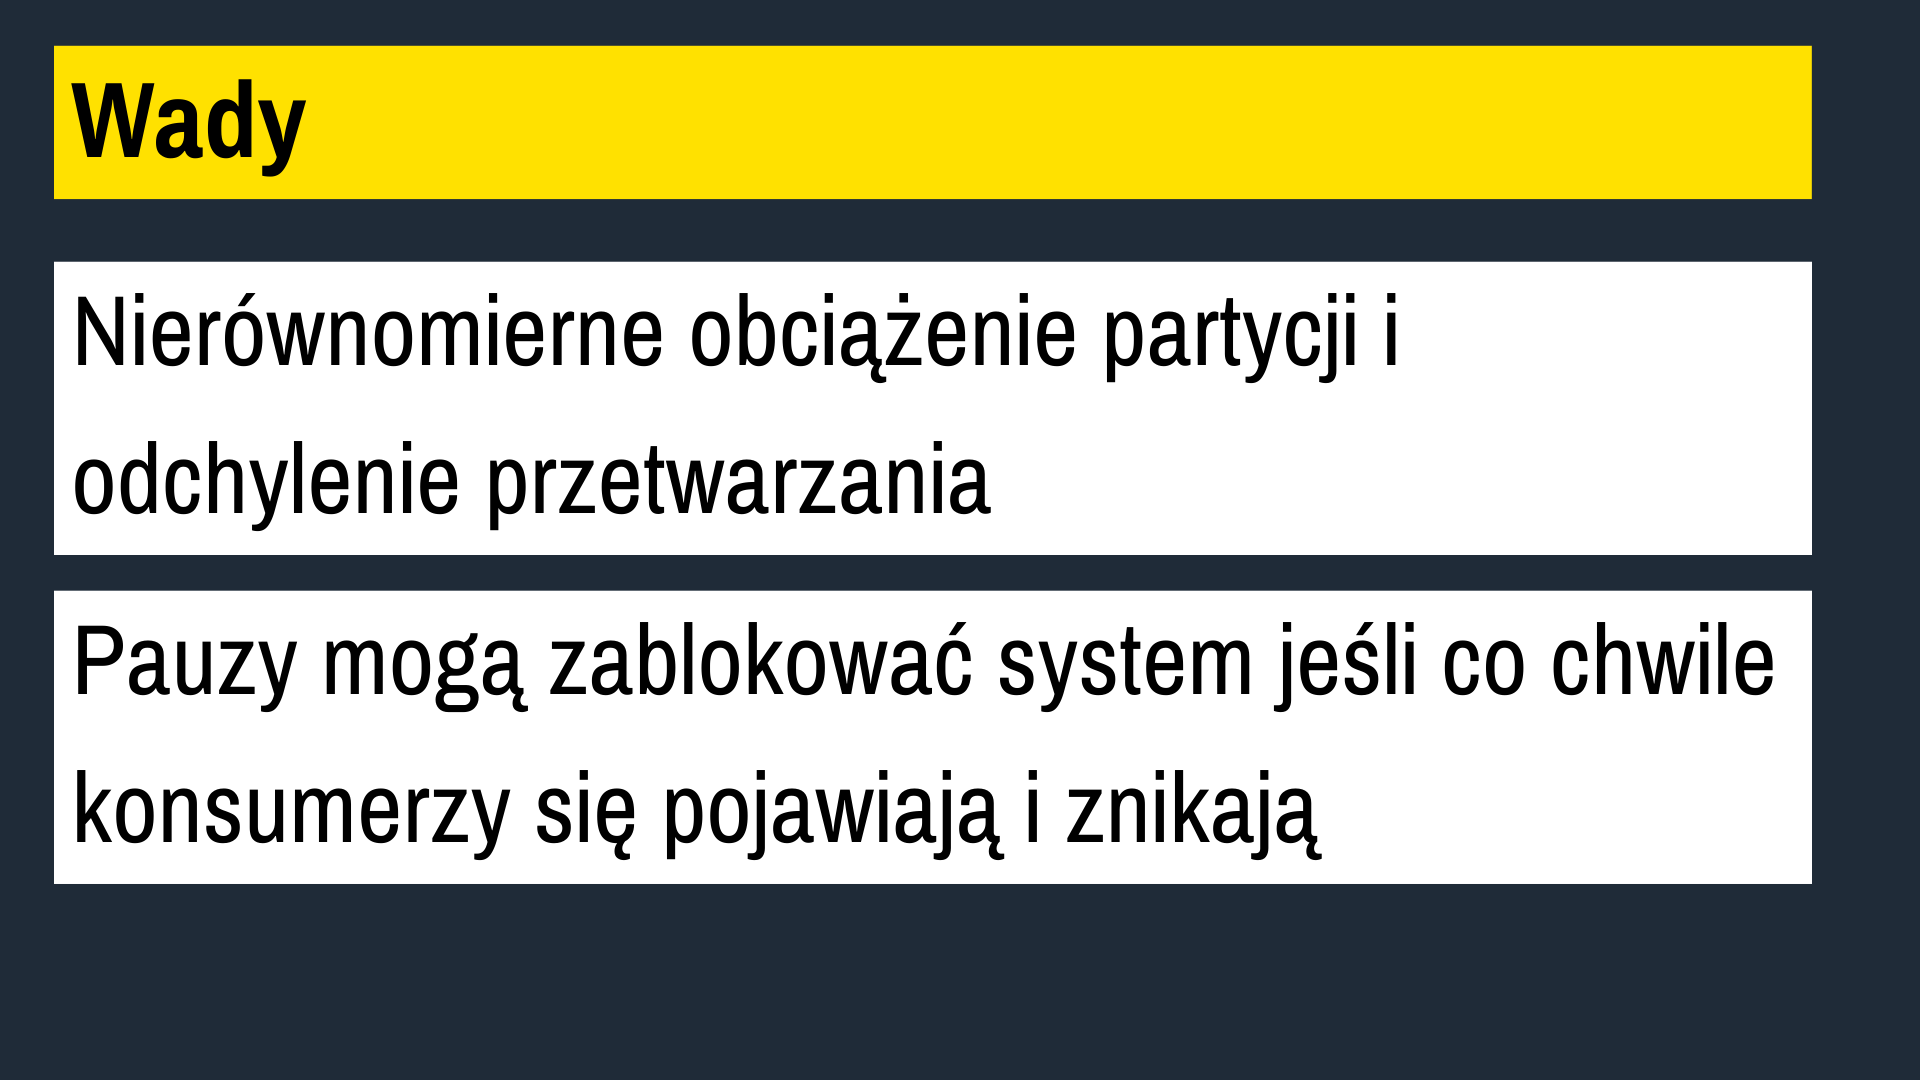 Wady
Nierównomierne obciążenie partycji i
odchylenie przetwarzania
Pauzy mogą zablokować system jeśli co chwile
konsumerzy się pojawiają i znikają